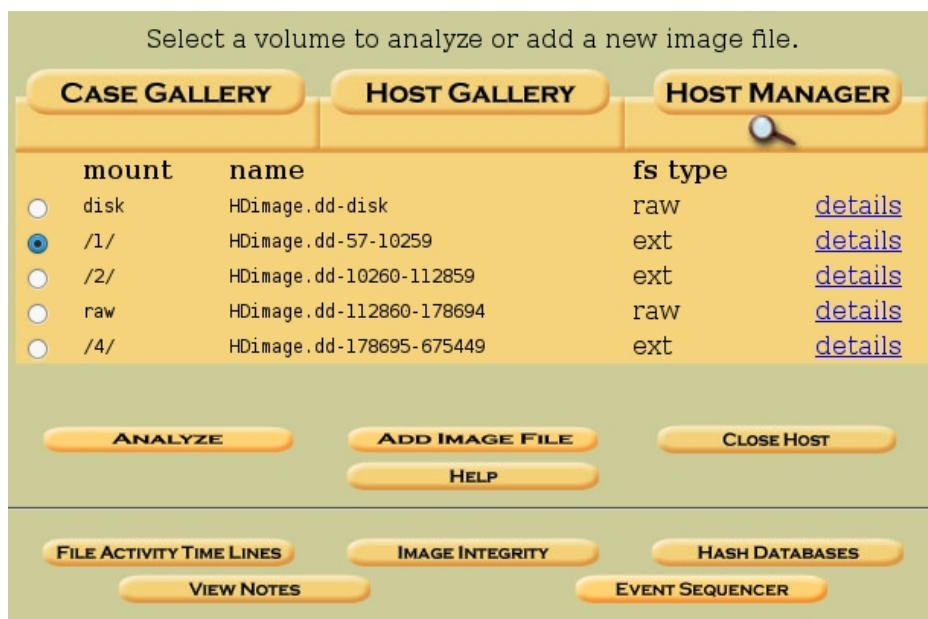 Select a volume to analyze or add a new image file.
CASE GALLERY HOST GALLERY HOST MANAGER
mount name fs type
disk HDimage.dd-disk raw details
/1/ HDimage.dd-57-10259 ext details
/2/ HDimage.dd-10260-112859 ext details
raw HDimage.dd-112860-178694 raw details
/4/ HDimage.dd-178695-675449 ext details
ANALYZE ADD IMAGE FILE CLOSE HOST
HELP
FILE ACTIVITY TIME LINES IMAGE INTEGRITY HASH DATABASES
VIEW NOTES EVENT SEQUENCER